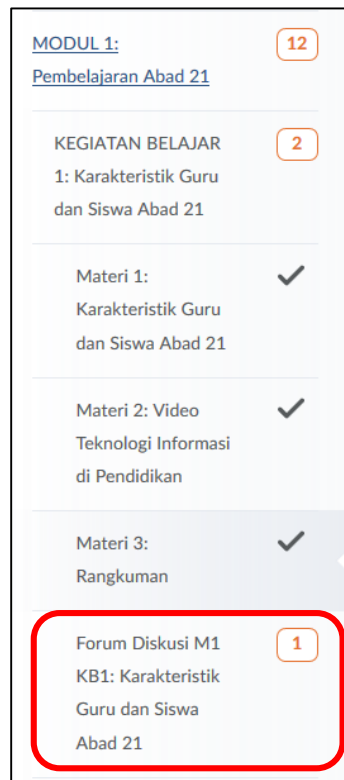 MODUL 1: 12
Pembelajaran Abad 21
KEGIATAN BELAJAR 2
1: Karakteristik Guru
dan Siswa Abad 21
Materi 1:
Karakteristik Guru
dan Siswa Abad 21
Materi 2: Video
Teknologi Informasi
di Pendidikan
Materi 3:
Rangkuman
Forum Diskusi M1 1
KB1: Karakteristik
Guru dan Siswa
Abad 21